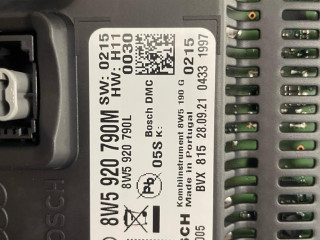 SW: 0215
HW: H11
0030
8W5 920 790M
8W5 920 790L
Bosch DMC
Pb
05S K:
Kombiinstrument 8W5 190 G
0215
Made in Portugal
BVX 815 28.09.21 0433 1997